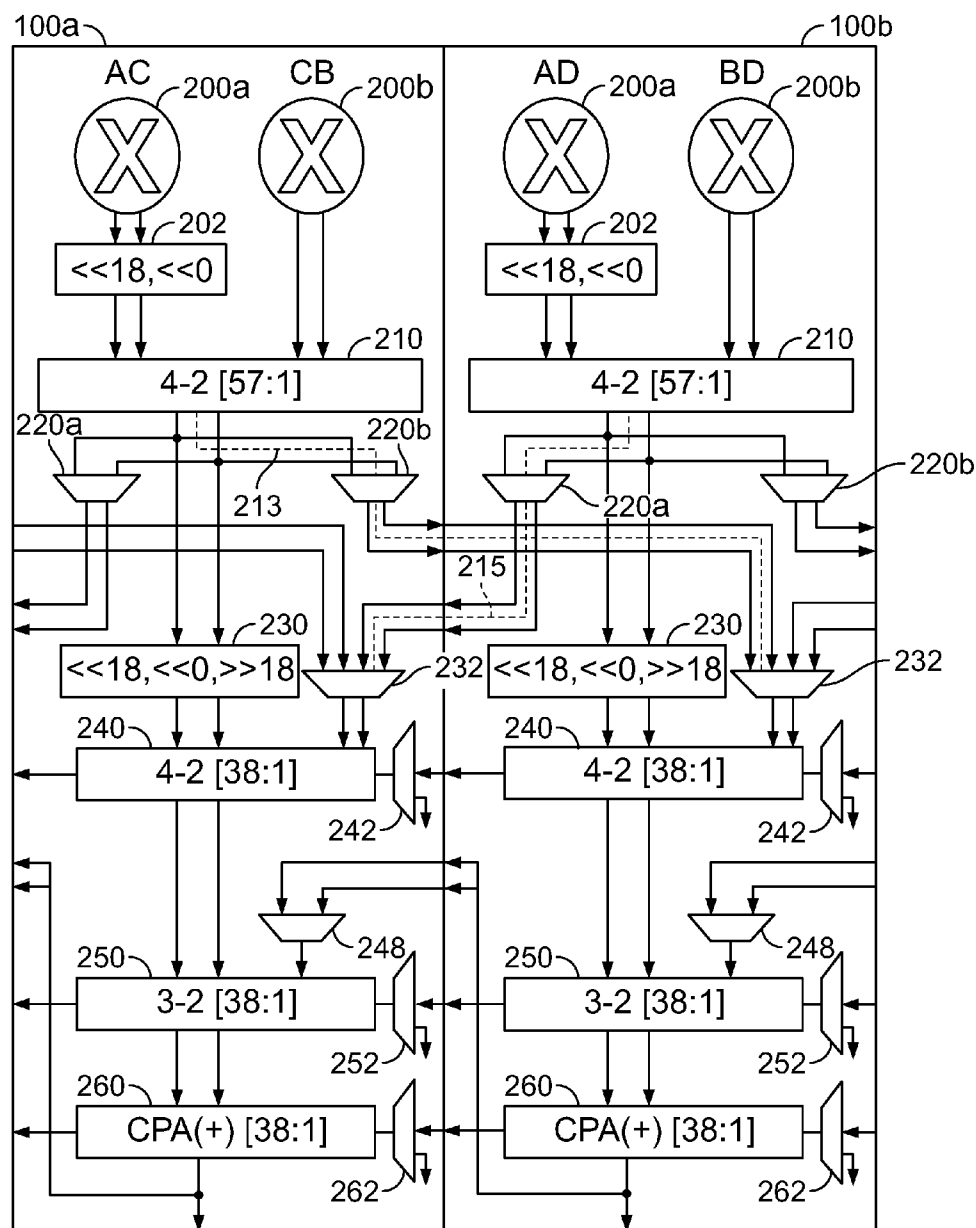 100a 100b
AC CB AD BD
200a 200b 200a 200b
X X X X
202 202
<<18,<<0 <<18,<<0
210 210
4-2 [57:1] 4-2 [57:1]
220a 220b 220b
213 220a
215
230 230
<<18,<<0,>>18 232 <<18,<<0,>>18 232
240 240
4-2 [38:1] 4-2 [38:1]
242 242
248 248
250 250
3-2 [38:1] 3-2 [38:1]
252 252
260 260
CPA(+) [38:1] CPA(+) [38:1]
262 262